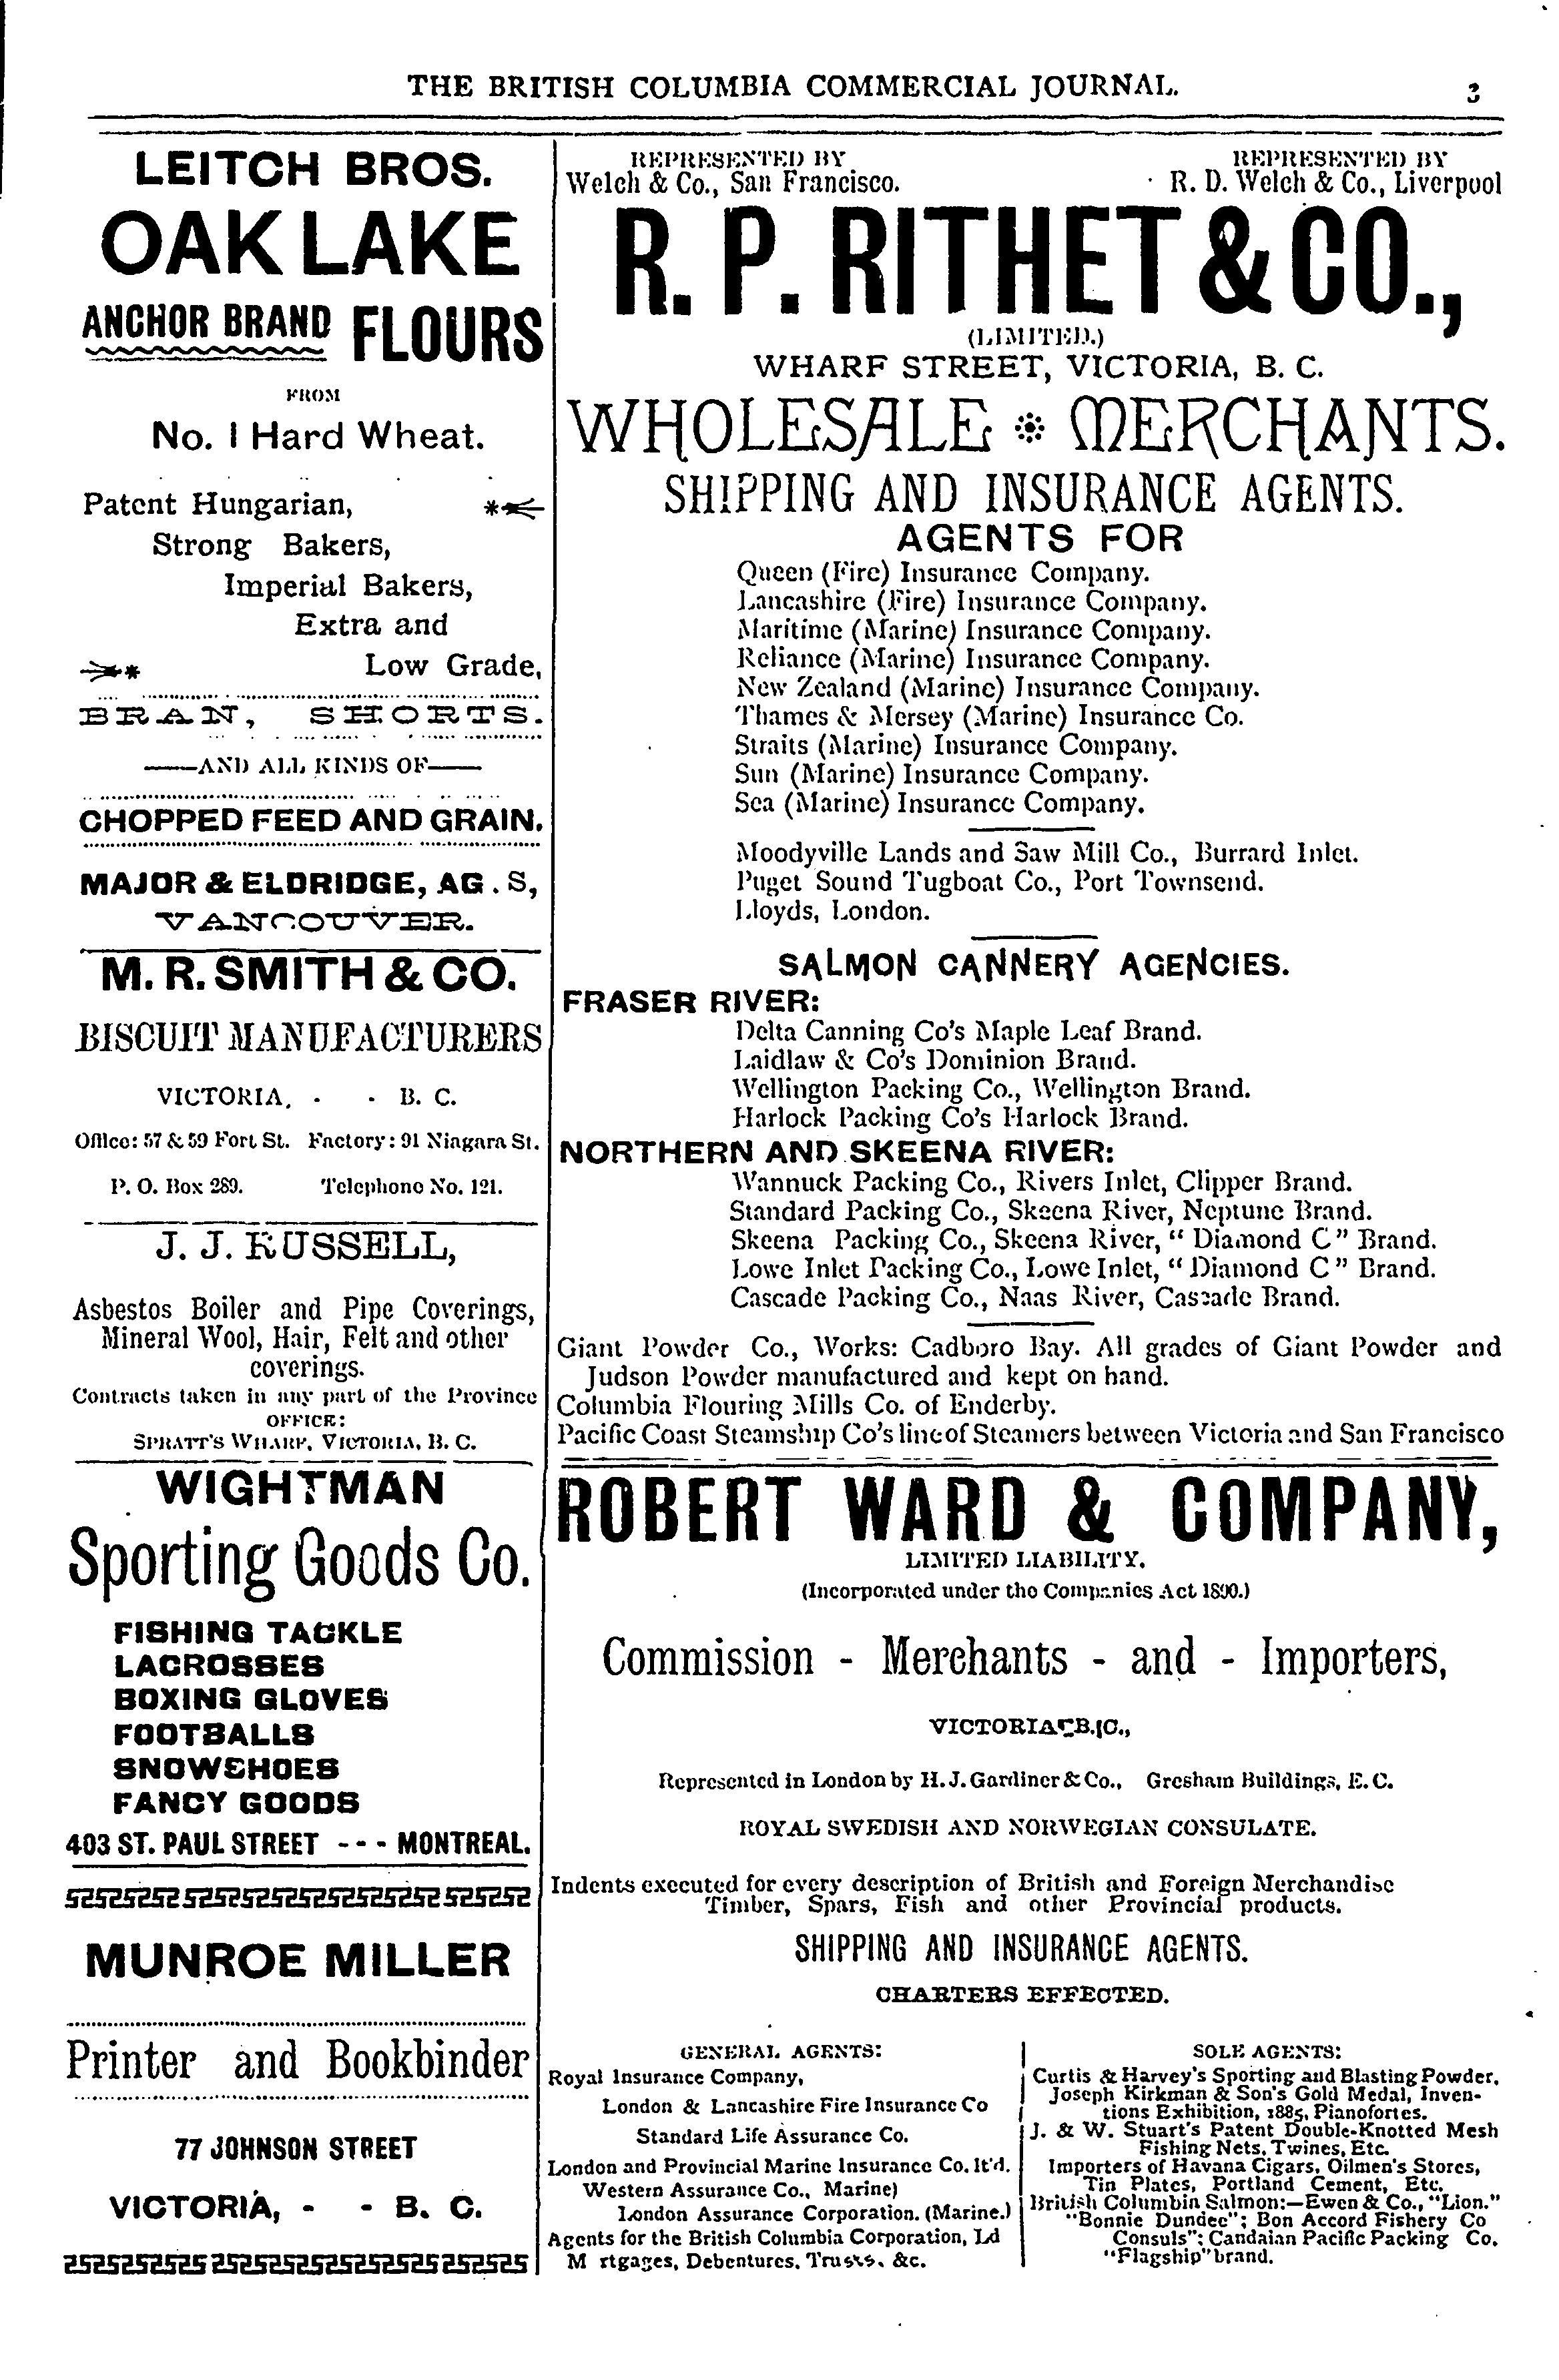 THE BRITISH COLUMBIA COMMERCIAL JOURNAL.
3
LEITCH BROS.
OAK LAKE
ANCHOR BRAND FLOURS
FROM
No. 1 Hard Wheat.
Patent Hungarian,
Strong Bakers,
Imperial Bakers,
Extra and
Low Grade,
BRAN, SHORTS.
AND ALL KINDS OF
CHOPPED FEED AND GRAIN.
MAJOR & ELDRIDGE, AG . S,
VANCOUVER.
M. R. SMITH & CO.
BISCUIT MANUFACTURERS
VICTORIA, - - B. C.
Office: 57 & 59 Fort St. Factory: 91 Niagara St.
P. O. Box 289. Telephone No. 121.
J. J. RUSSELL,
Asbestos Boiler and Pipe Coverings,
Mineral Wool, Hair, Felt and other
coverings.
Contracts taken in any part of the Province
OFFICE:
SPRATT'S WHARF, VICTORIA, B. C.
WIGHTMAN
Sporting Goods Co.
FISHING TACKLE
LACROSSES
BOXING GLOVES
FOOTBALLS
SNOWSHOES
FANCY GOODS
403 ST. PAUL STREET - - - MONTREAL.
MUNROE MILLER
Printer and Bookbinder
77 JOHNSON STREET
VICTORIA, - - B. C.
REPRESENTED BY
Welch & Co., San Francisco.
REPRESENTED BY
R. D. Welch & Co., Liverpool
R. P. RITHET & CO.,
(LIMITED.)
WHARF STREET, VICTORIA, B. C.
WHOLESALE MERCHANTS.
SHIPPING AND INSURANCE AGENTS.
AGENTS FOR
Queen (Fire) Insurance Company.
Lancashire (Fire) Insurance Company.
Maritime (Marine) Insurance Company.
Reliance (Marine) Insurance Company.
New Zealand (Marine) Insurance Company.
Thames & Mersey (Marine) Insurance Co.
Straits (Marine) Insurance Company.
Sun (Marine) Insurance Company.
Sea (Marine) Insurance Company.
Moodyville Lands and Saw Mill Co., Burrard Inlet.
Puget Sound Tugboat Co., Port Townsend.
Lloyds, London.
SALMON CANNERY AGENCIES.
FRASER RIVER:
Delta Canning Co's Maple Leaf Brand.
Laidlaw & Co's Dominion Brand.
Wellington Packing Co., Wellington Brand.
Harlock Packing Co's Harlock Brand.
NORTHERN AND SKEENA RIVER:
Wannuck Packing Co., Rivers Inlet, Clipper Brand.
Standard Packing Co., Skeena River, Neptune Brand.
Skeena Packing Co., Skeena River, "Diamond C" Brand.
Lowe Inlet Packing Co., Lowe Inlet, "Diamond C" Brand.
Cascade Packing Co., Naas River, Cascade Brand.
Giant Powder Co., Works: Cadboro Bay. All grades of Giant Powder and
Judson Powder manufactured and kept on hand.
Columbia Flouring Mills Co. of Enderby.
Pacific Coast Steamship Co's line of Steamers between Victoria and San Francisco
ROBERT WARD & COMPANY,
LIMITED LIABILITY.
(Incorporated under the Companies Act 1890.)
Commission - Merchants - and - Importers,
VICTORIA B.C.,
Represented in London by H. J. Gardiner & Co., Gresham Buildings, E. C.
ROYAL SWEDISH AND NORWEGIAN CONSULATE.
Indents executed for every description of British and Foreign Merchandise
Timber, Spars, Fish and other Provincial products.
SHIPPING AND INSURANCE AGENTS.
CHARTERS EFFECTED.
GENERAL AGENTS:
Royal Insurance Company,
London & Lancashire Fire Insurance Co
Standard Life Assurance Co.
London and Provincial Marine Insurance Co. lt'd.
Western Assurance Co., Marine)
London Assurance Corporation. (Marine.)
Agents for the British Columbia Corporation, Ld
M rtgages, Debentures, Trusts, &c.
SOLE AGENTS:
Curtis & Harvey's Sporting and Blasting Powder,
Joseph Kirkman & Son's Gold Medal, Inven-
tions Exhibition, 1885, Pianofortes.
J. & W. Stuart's Patent Double-Knotted Mesh
Fishing Nets, Twines, Etc.
Importers of Havana Cigars, Oilmen's Stores,
Tin Plates, Portland Cement, Etc.
British Columbia Salmon:—Ewen & Co., "Lion."
"Bonnie Dundee"; Bon Accord Fishery Co
Consuls"; Candaian Pacific Packing Co.
"Flagship" brand.